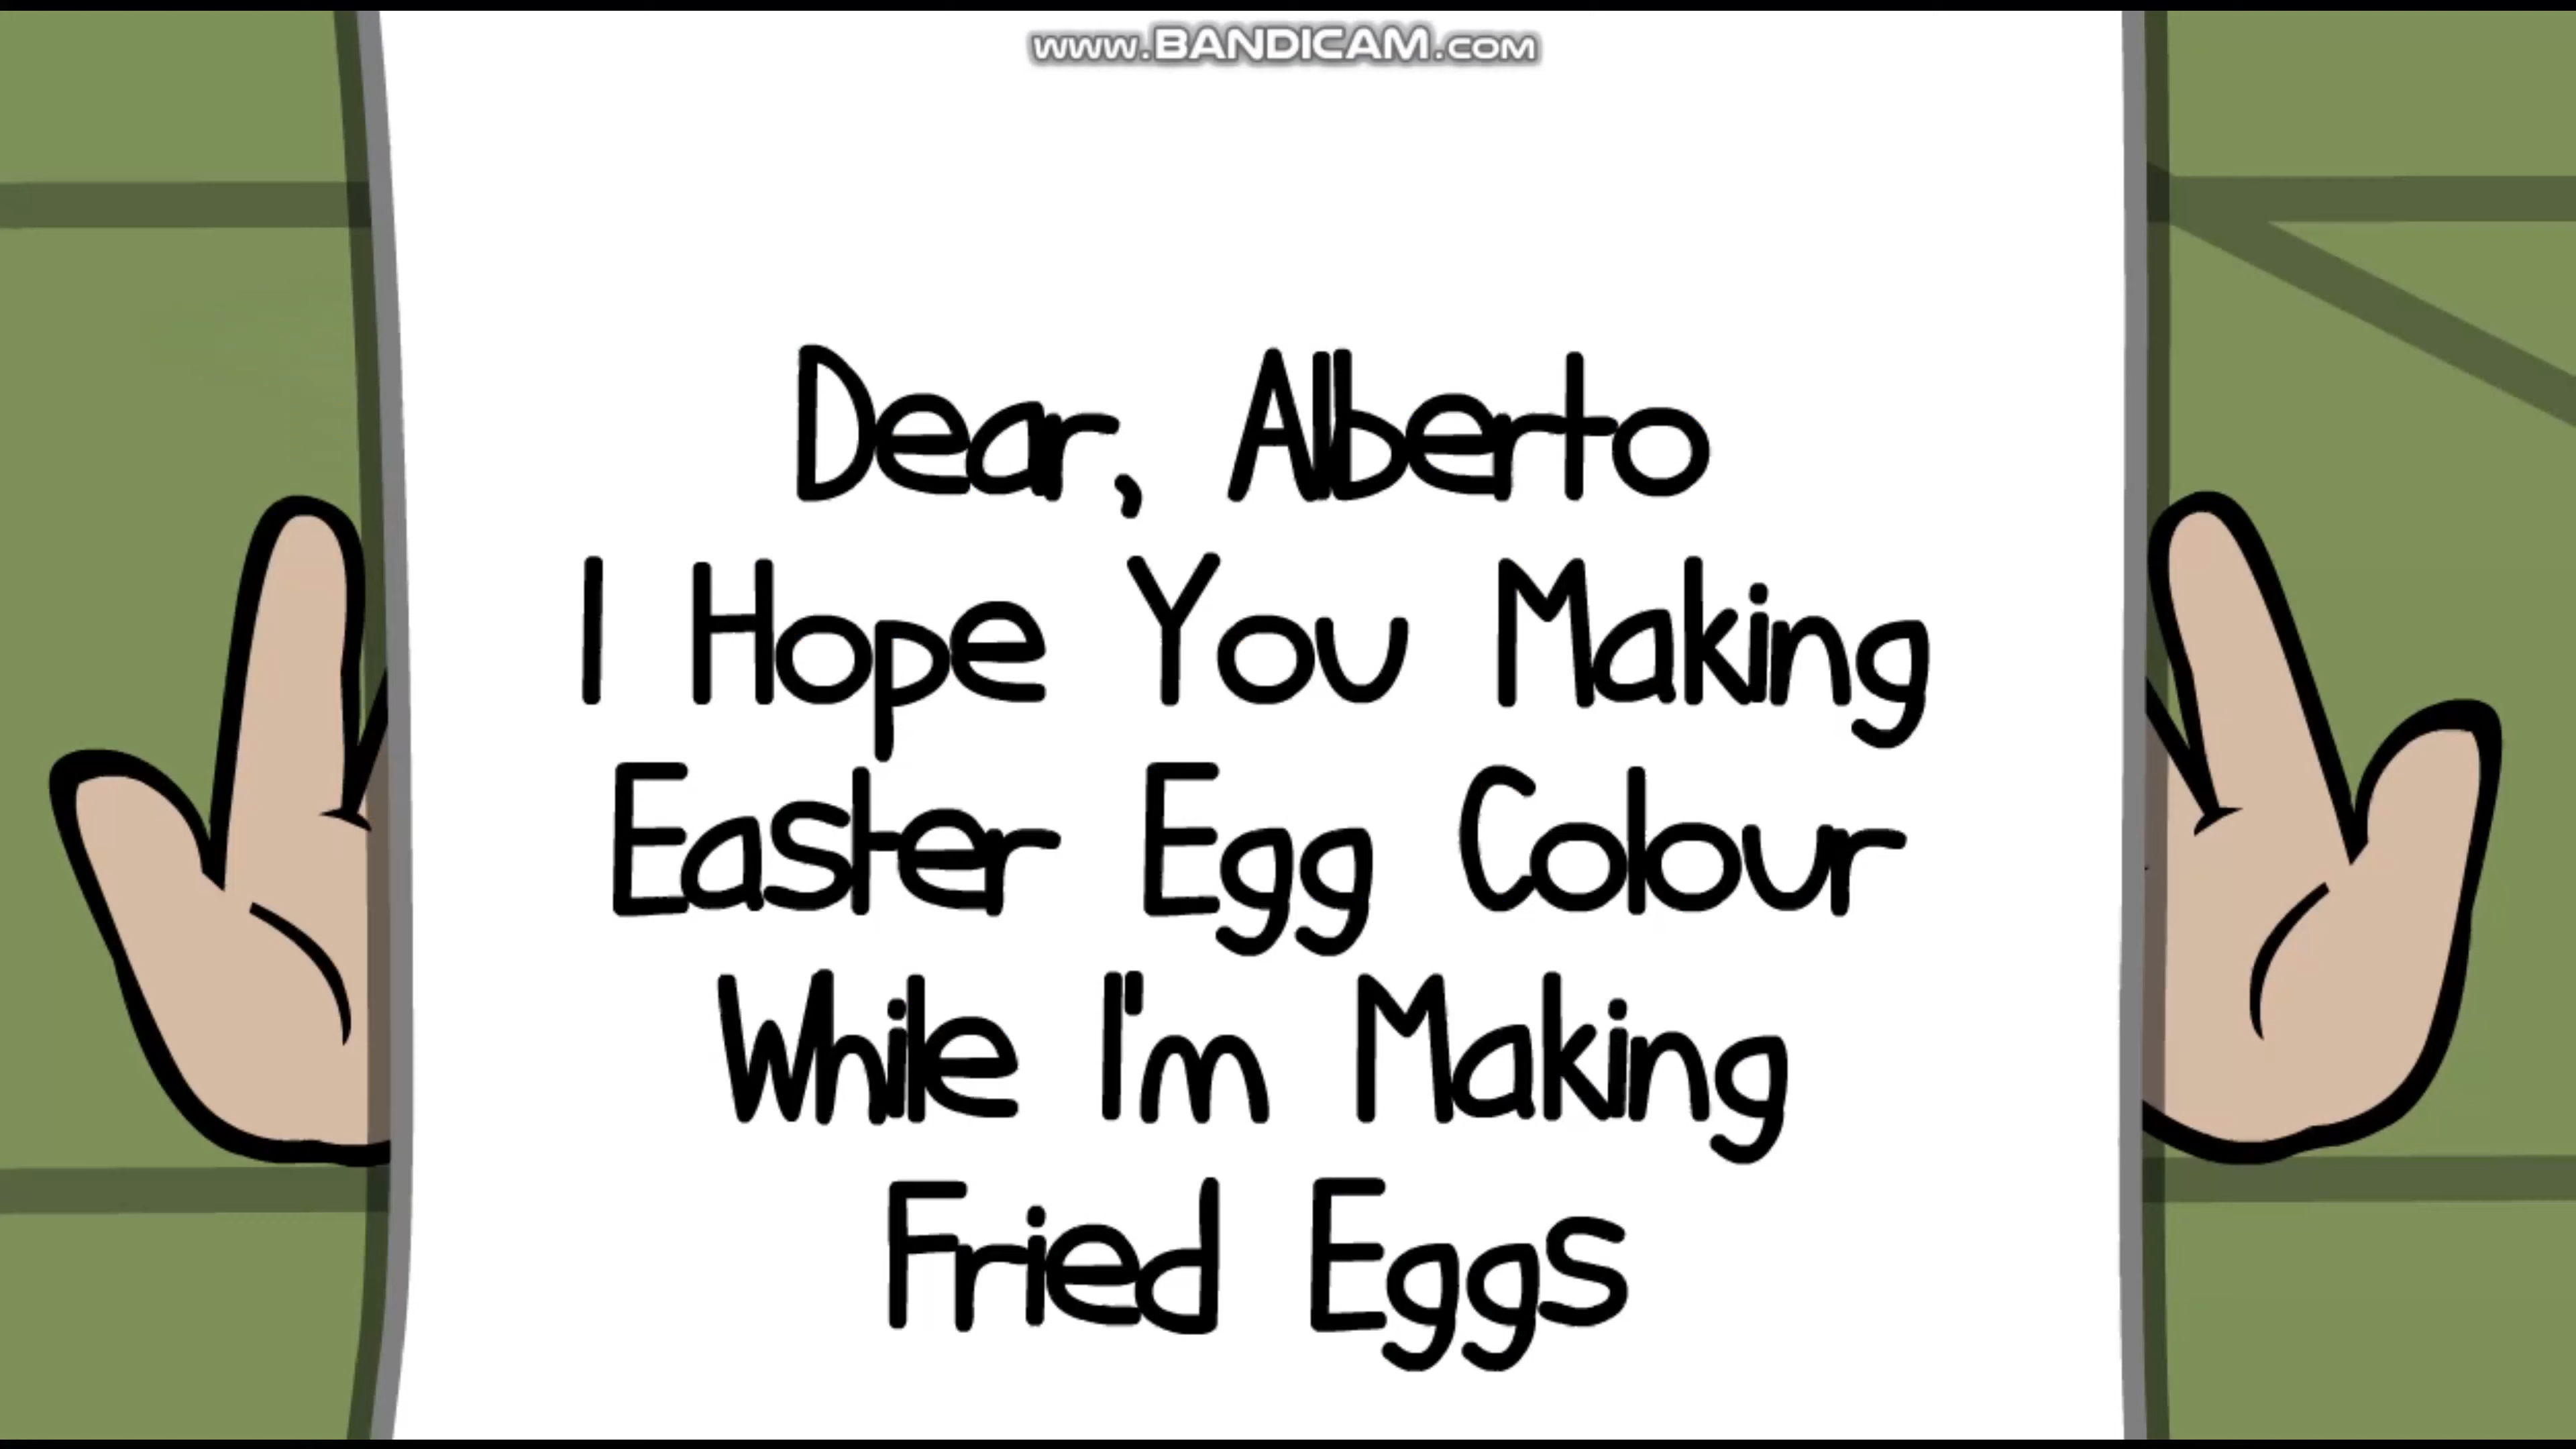 www.BANDICAM.com
Dear, Alberto
I Hope You Making
Easter Egg Colour
While I'm Making
Fried Eggs